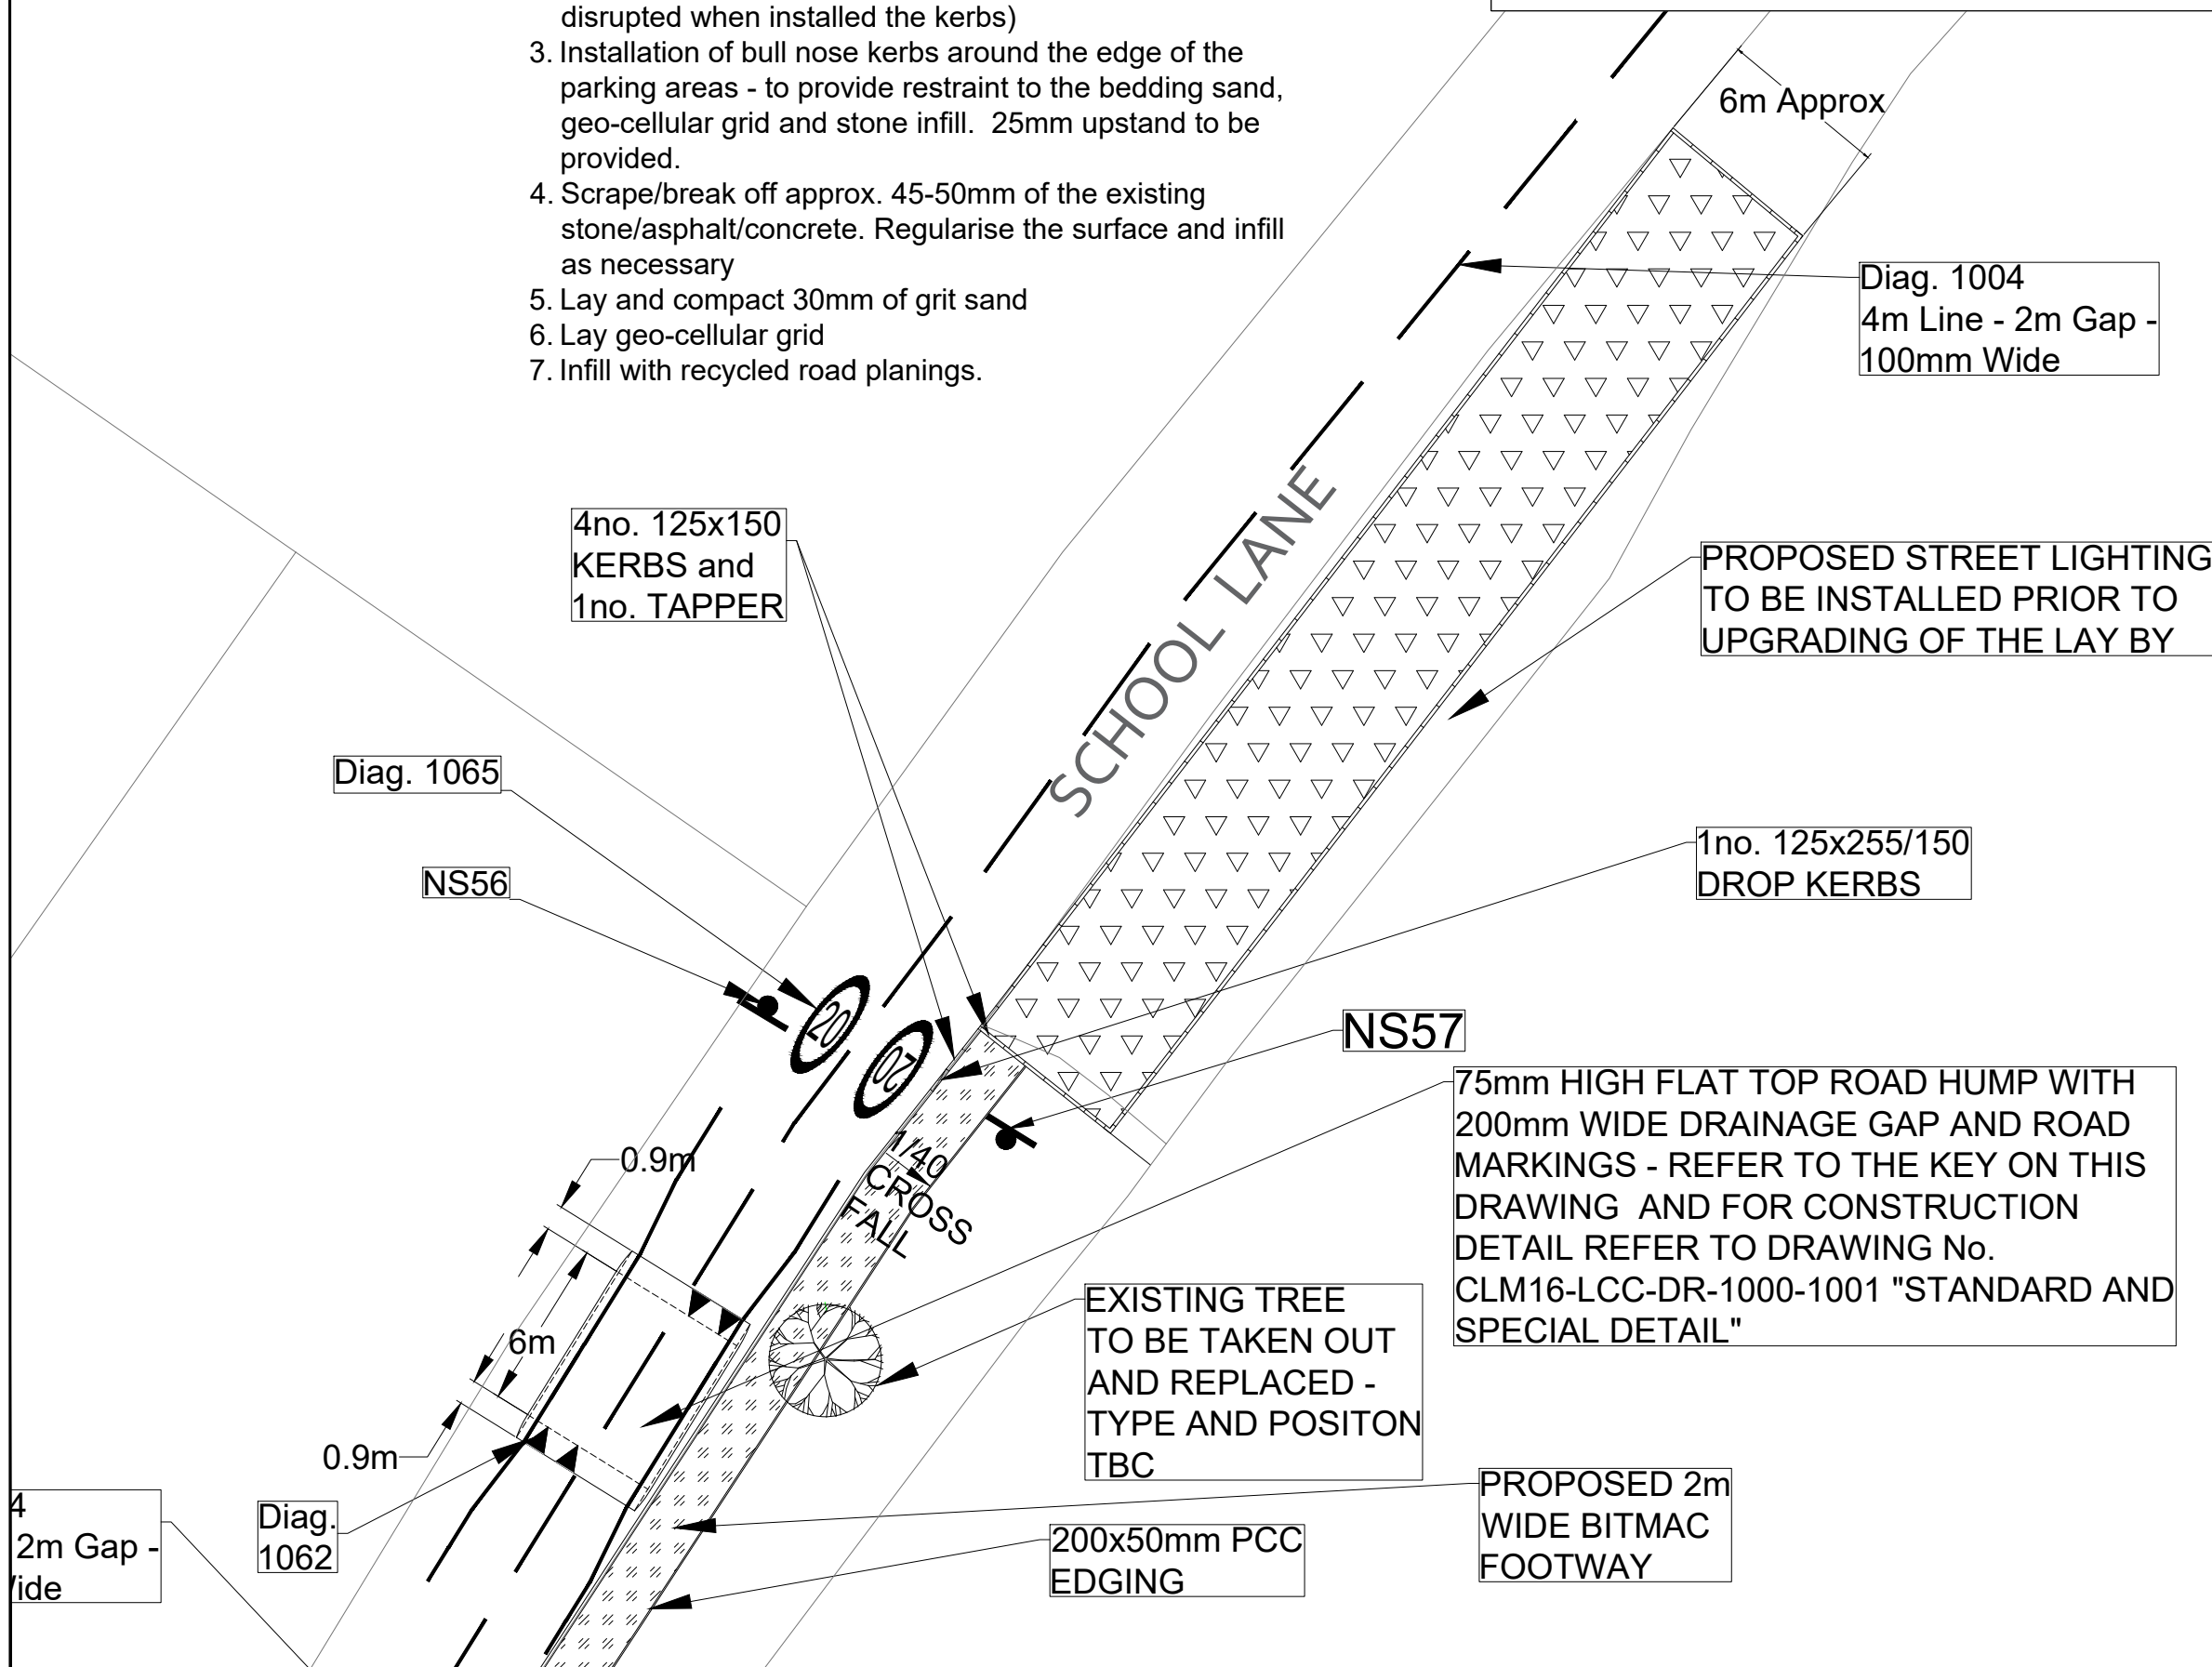 disrupted when installed the kerbs)
3. Installation of bull nose kerbs around the edge of the
parking areas - to provide restraint to the bedding sand,
geo-cellular grid and stone infill. 25mm upstand to be
provided.
4. Scrape/break off approx. 45-50mm of the existing
stone/asphalt/concrete. Regularise the surface and infill
as necessary
5. Lay and compact 30mm of grit sand
6. Lay geo-cellular grid
7. Infill with recycled road planings.
6m Approx
Diag. 1004
4m Line - 2m Gap -
100mm Wide
4no. 125x150
KERBS and
1no. TAPPER
SCHOOL LANE
PROPOSED STREET LIGHTING
TO BE INSTALLED PRIOR TO
UPGRADING OF THE LAY BY
Diag. 1065
NS56
1no. 125x255/150
DROP KERBS
20
20
NS57
1/40
CROSS
FALL
75mm HIGH FLAT TOP ROAD HUMP WITH
200mm WIDE DRAINAGE GAP AND ROAD
MARKINGS - REFER TO THE KEY ON THIS
DRAWING AND FOR CONSTRUCTION
DETAIL REFER TO DRAWING No.
CLM16-LCC-DR-1000-1001 "STANDARD AND
SPECIAL DETAIL"
0.9m
6m
0.9m
EXISTING TREE
TO BE TAKEN OUT
AND REPLACED -
TYPE AND POSITON
TBC
4
2m Gap -
ide
Diag.
1062
200x50mm PCC
EDGING
PROPOSED 2m
WIDE BITMAC
FOOTWAY